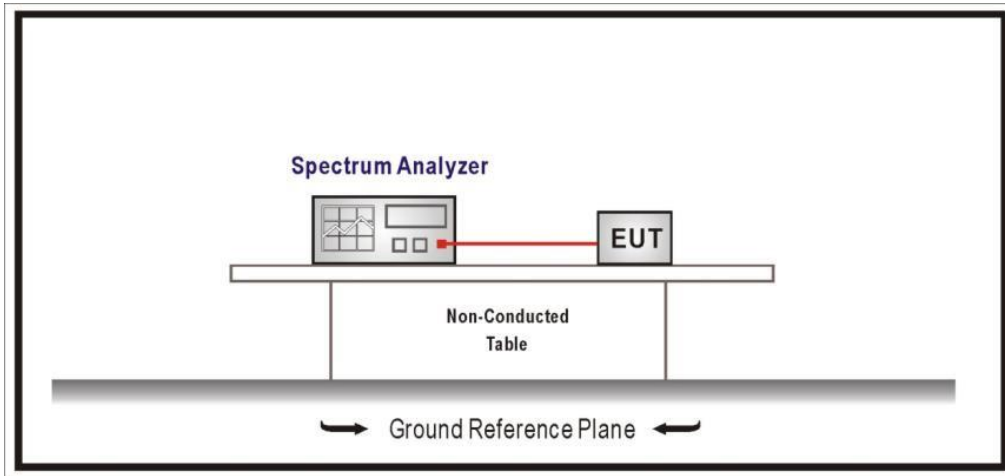 Spectrum Analyzer
EUT
Non-Conducted
Table
Ground Reference Plane